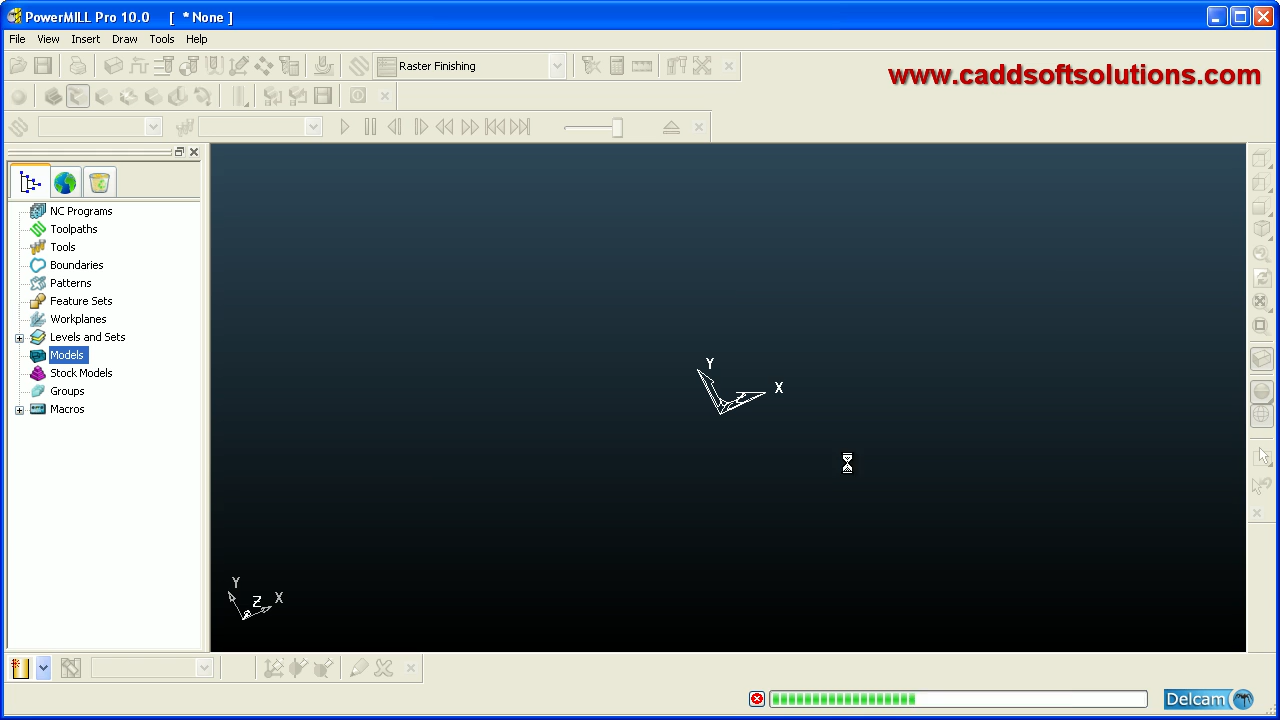 PowerMILL Pro 10.0 [ * None ]
File View Insert Draw Tools Help
Raster Finishing
www.caddsoftsolutions.com
NC Programs
Toolpaths
Tools
Boundaries
Patterns
Feature Sets
Workplanes
Levels and Sets
Models
Stock Models
Groups
Macros
Y
X
Z
Y
Z
X
Delcam